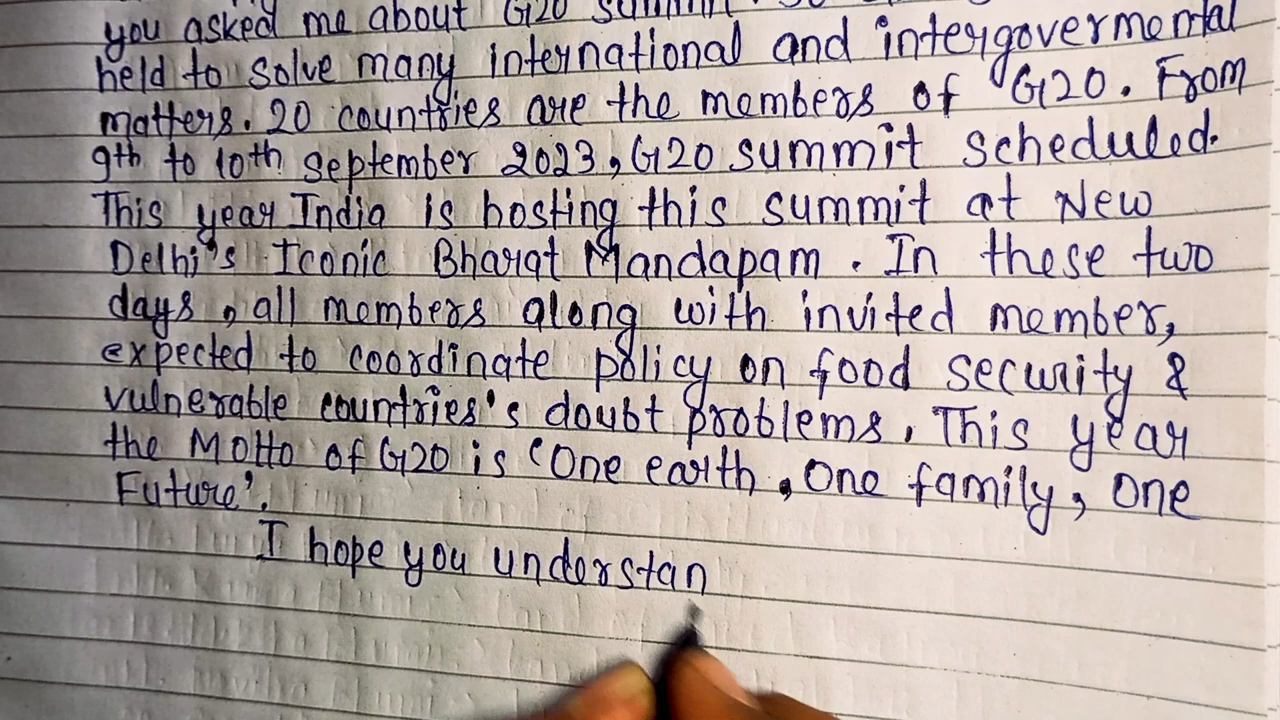 you asked me about G20 summit. So
held to solve many international and intergovermental
matters. 20 countries are the members of G20. From
9th to 10th September 2023, G20 summit scheduled.
This year India is hosting this summit at New
Delhi's Iconic Bharat Mandapam. In these two
days, all members along with invited member,
expected to coordinate policy on food security &
vulnerable countries's doubt problems. This year
the Motto of G20 is 'One earth, One family, One
Future'.
I hope you understan